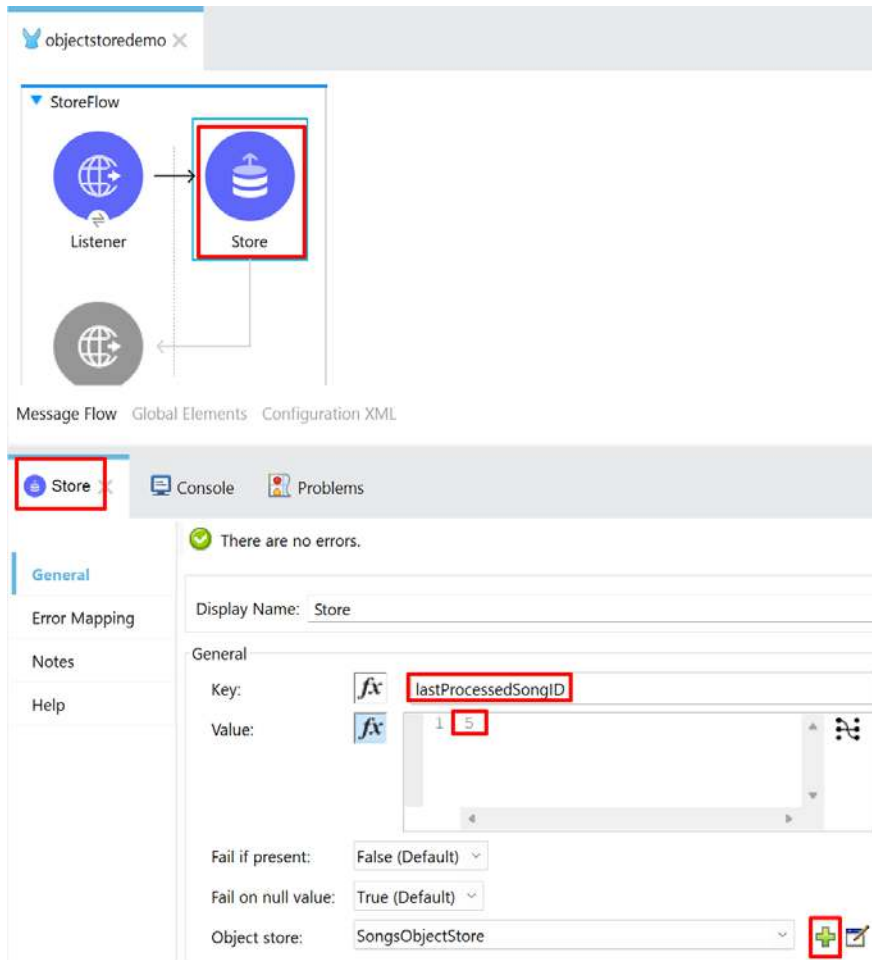 objectstoredemo
StoreFlow
Listener
Store
Message Flow Global Elements Configuration XML
Store Console Problems
There are no errors.
General
Error Mapping
Notes
Help
Display Name: Store
General
Key: fx lastProcessedSongID
Value: fx 1 5
Fail if present: False (Default)
Fail on null value: True (Default)
Object store: SongsObjectStore